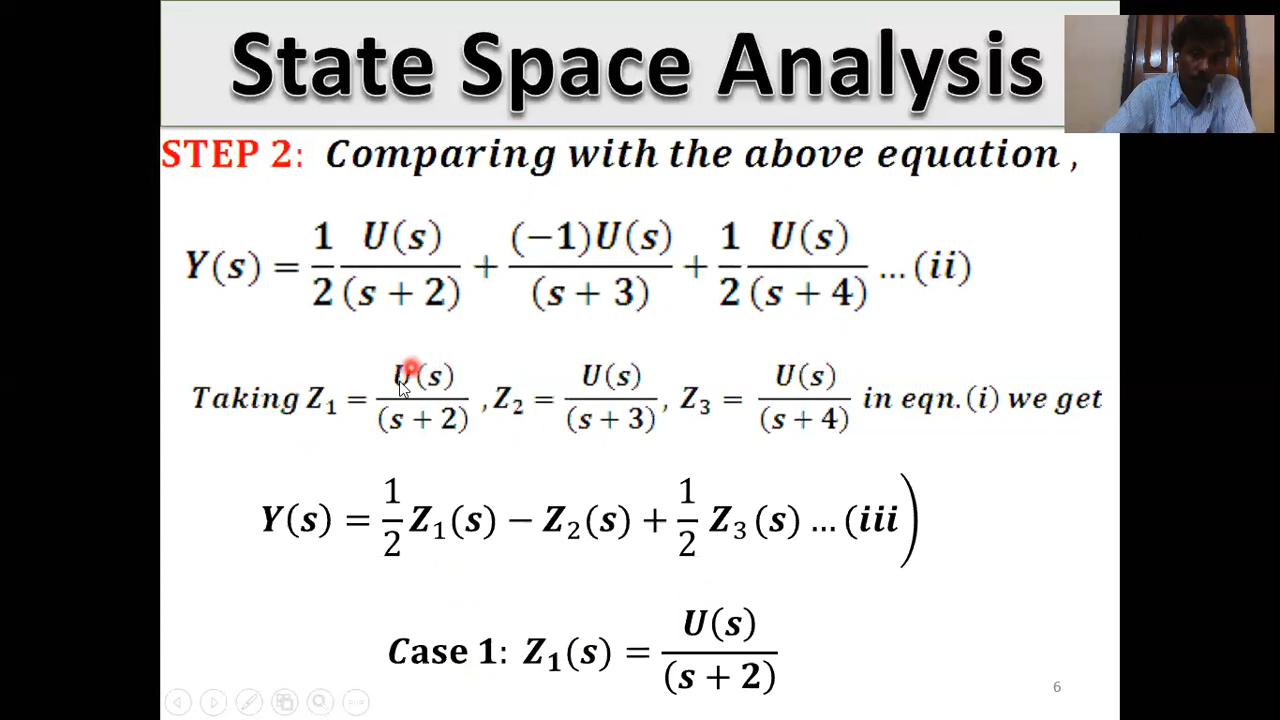 State Space Analysis
STEP 2: Comparing with the above equation ,
Y(s) = 1/2 U(s)/(s + 2) + (−1)U(s)/(s + 3) + 1/2 U(s)/(s + 4) ... (ii)
Taking Z₁ = U(s)/(s + 2) , Z₂ = U(s)/(s + 3) , Z₃ = U(s)/(s + 4) in eqn.(i) we get
Y(s) = 1/2 Z₁(s) − Z₂(s) + 1/2 Z₃(s) ... (iii)
Case 1: Z₁(s) = U(s)/(s + 2)
6